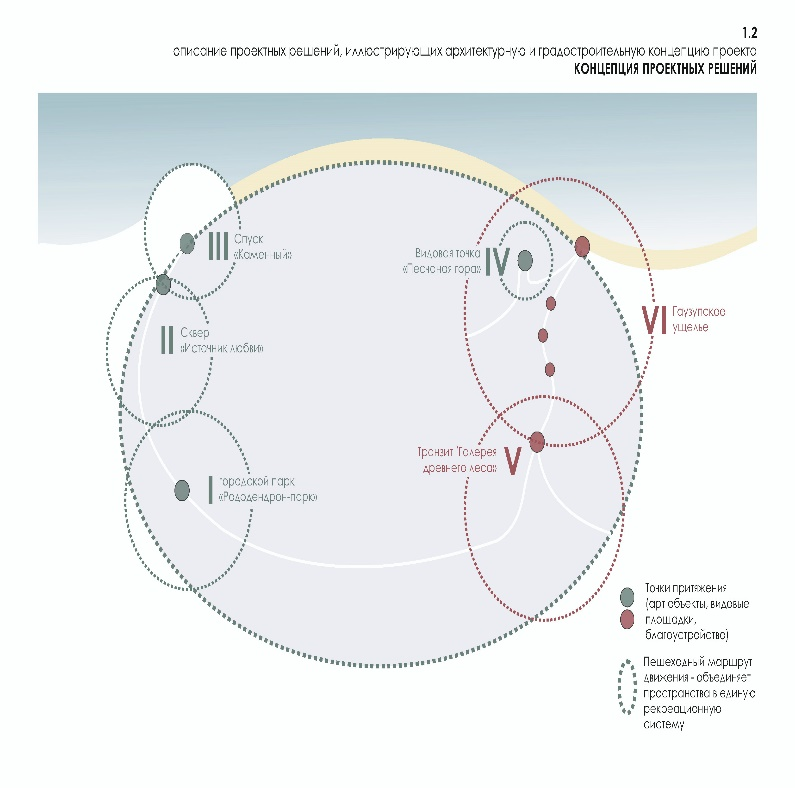 1.2
описание проектных решений, иллюстрирующих архитектурную и градостроительную концепцию проекта
КОНЦЕПЦИЯ ПРОЕКТНЫХ РЕШЕНИЙ
III
Спуск
«Каменный»
Видовая точка
«Песчаная гора»
IV
II
Сквер
«Источник любви»
VI
Гаузупское
ущелье
Транзит "Галерея
древнего леса»
V
I
городской парк
«Рододендрон-парк»
Точки притяжения
(арт объекты, видовые
площадки,
благоустройство)
Пешеходный маршрут
движения - объединяет
пространства в единую
рекреационную
систему